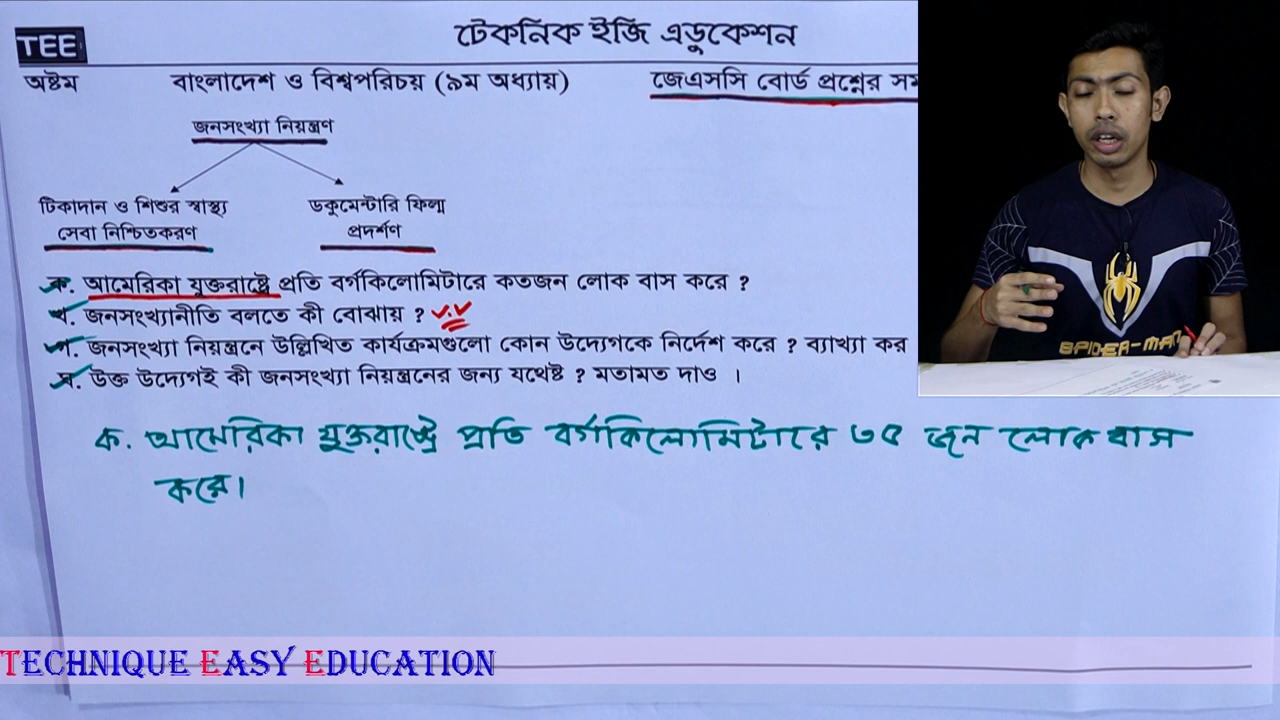 TEE
টেকনিক ইজি এডুকেশন
অষ্টম বাংলাদেশ ও বিশ্বপরিচয় (৯ম অধ্যায়) জেএসসি বোর্ড প্রশ্নের
জনসংখ্যা নিয়ন্ত্রণ
টিকাদান ও শিশুর স্বাস্থ্য
সেবা নিশ্চিতকরণ
ডকুমেন্টারি ফিল্ম
প্রদর্শণ
ক. আমেরিকা যুক্তরাষ্ট্রে প্রতি বর্গকিলোমিটারে কতজন লোক বাস করে ?
খ. জনসংখ্যানীতি বলতে কী বোঝায় ?
গ. জনসংখ্যা নিয়ন্ত্রনে উল্লিখিত কার্যক্রমগুলো কোন উদ্যেগকে নির্দেশ করে ? ব্যাখ্যা কর
ঘ. উক্ত উদ্যেগই কী জনসংখ্যা নিয়ন্ত্রনের জন্য যথেষ্ট ? মতামত দাও ।
ক. আমেরিকা যুক্তরাষ্ট্রে প্রতি বর্গকিলোমিটারে ৩৫ জন লোক বাস
করে।
SPIDER-MAN
TECHNIQUE EASY EDUCATION